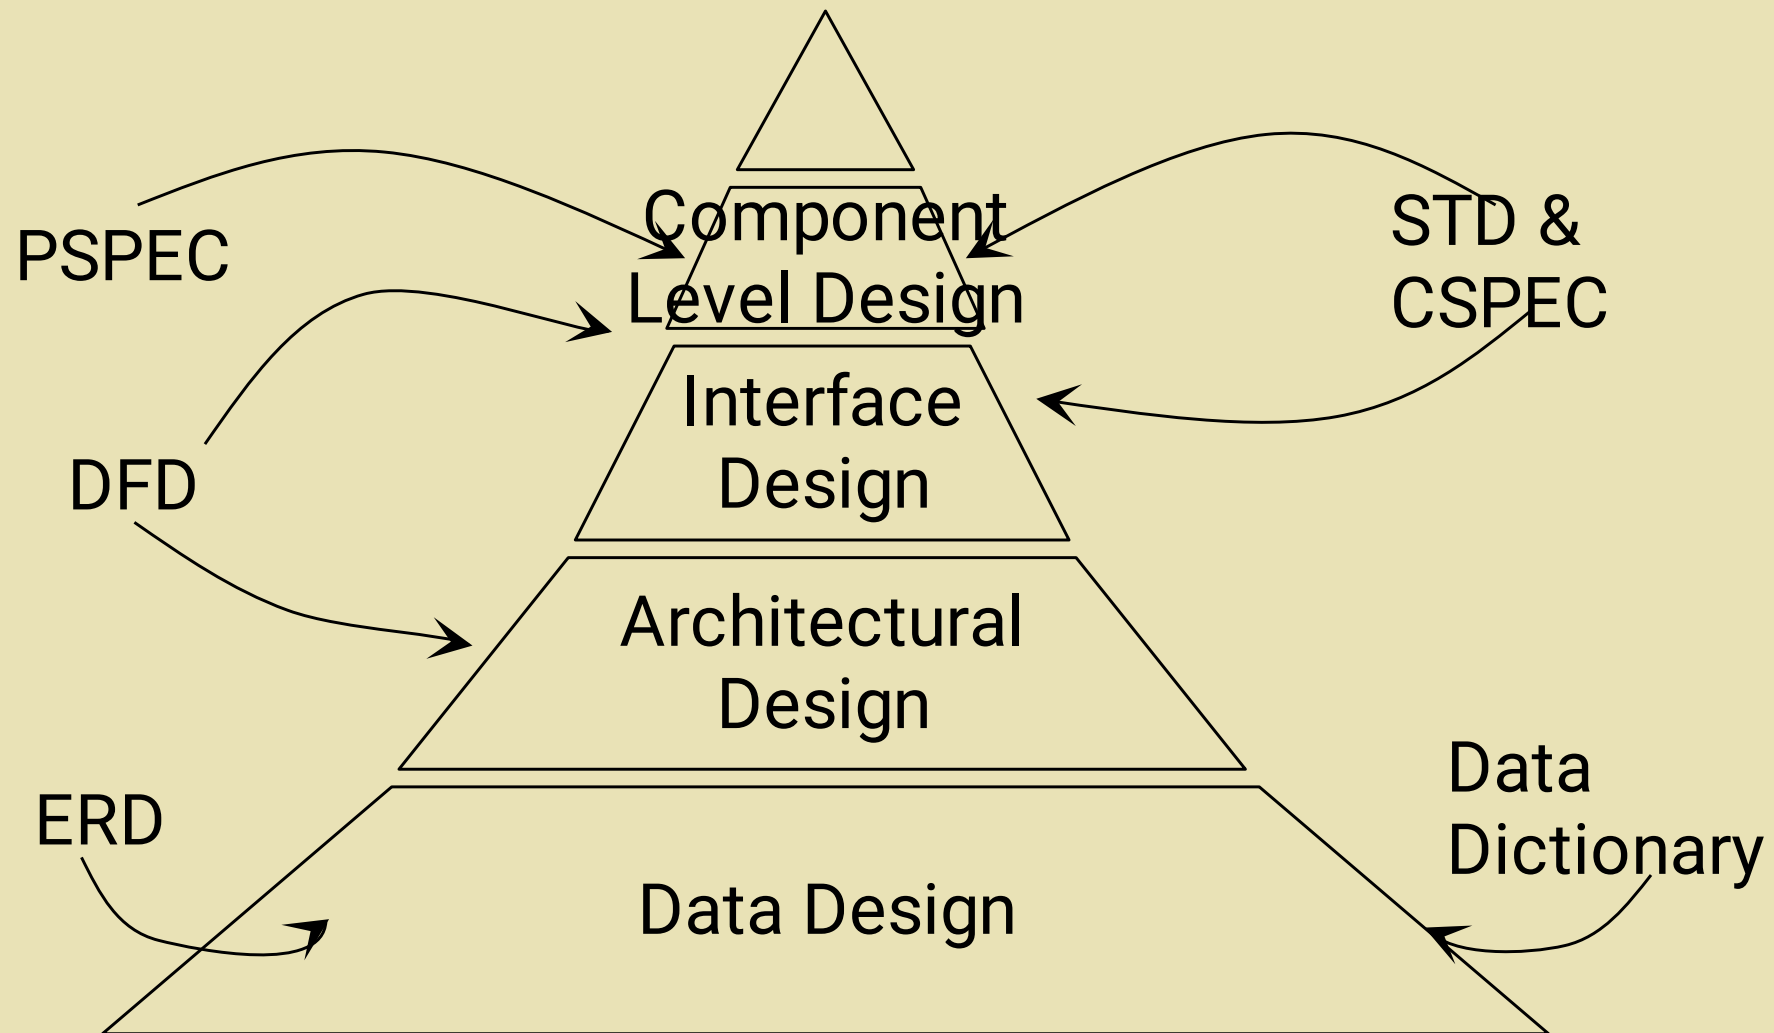 Component
Level Design
PSPEC
STD &
CSPEC
Interface
Design
DFD
Architectural
Design
ERD
Data
Dictionary
Data Design